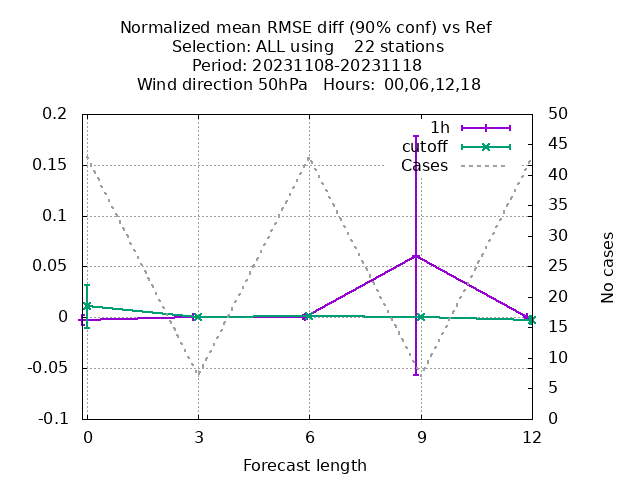 Normalized mean RMSE diff (90% conf) vs Ref
Selection: ALL using    22 stations
Period: 20231108-20231118
Wind direction 50hPa   Hours:  00,06,12,18
0.2
0.15
0.1
0.05
0
-0.05
-0.1
1h
cutoff
Cases
50
45
40
35
30
25
20
15
10
5
0
No cases
0
3
6
9
12
Forecast length